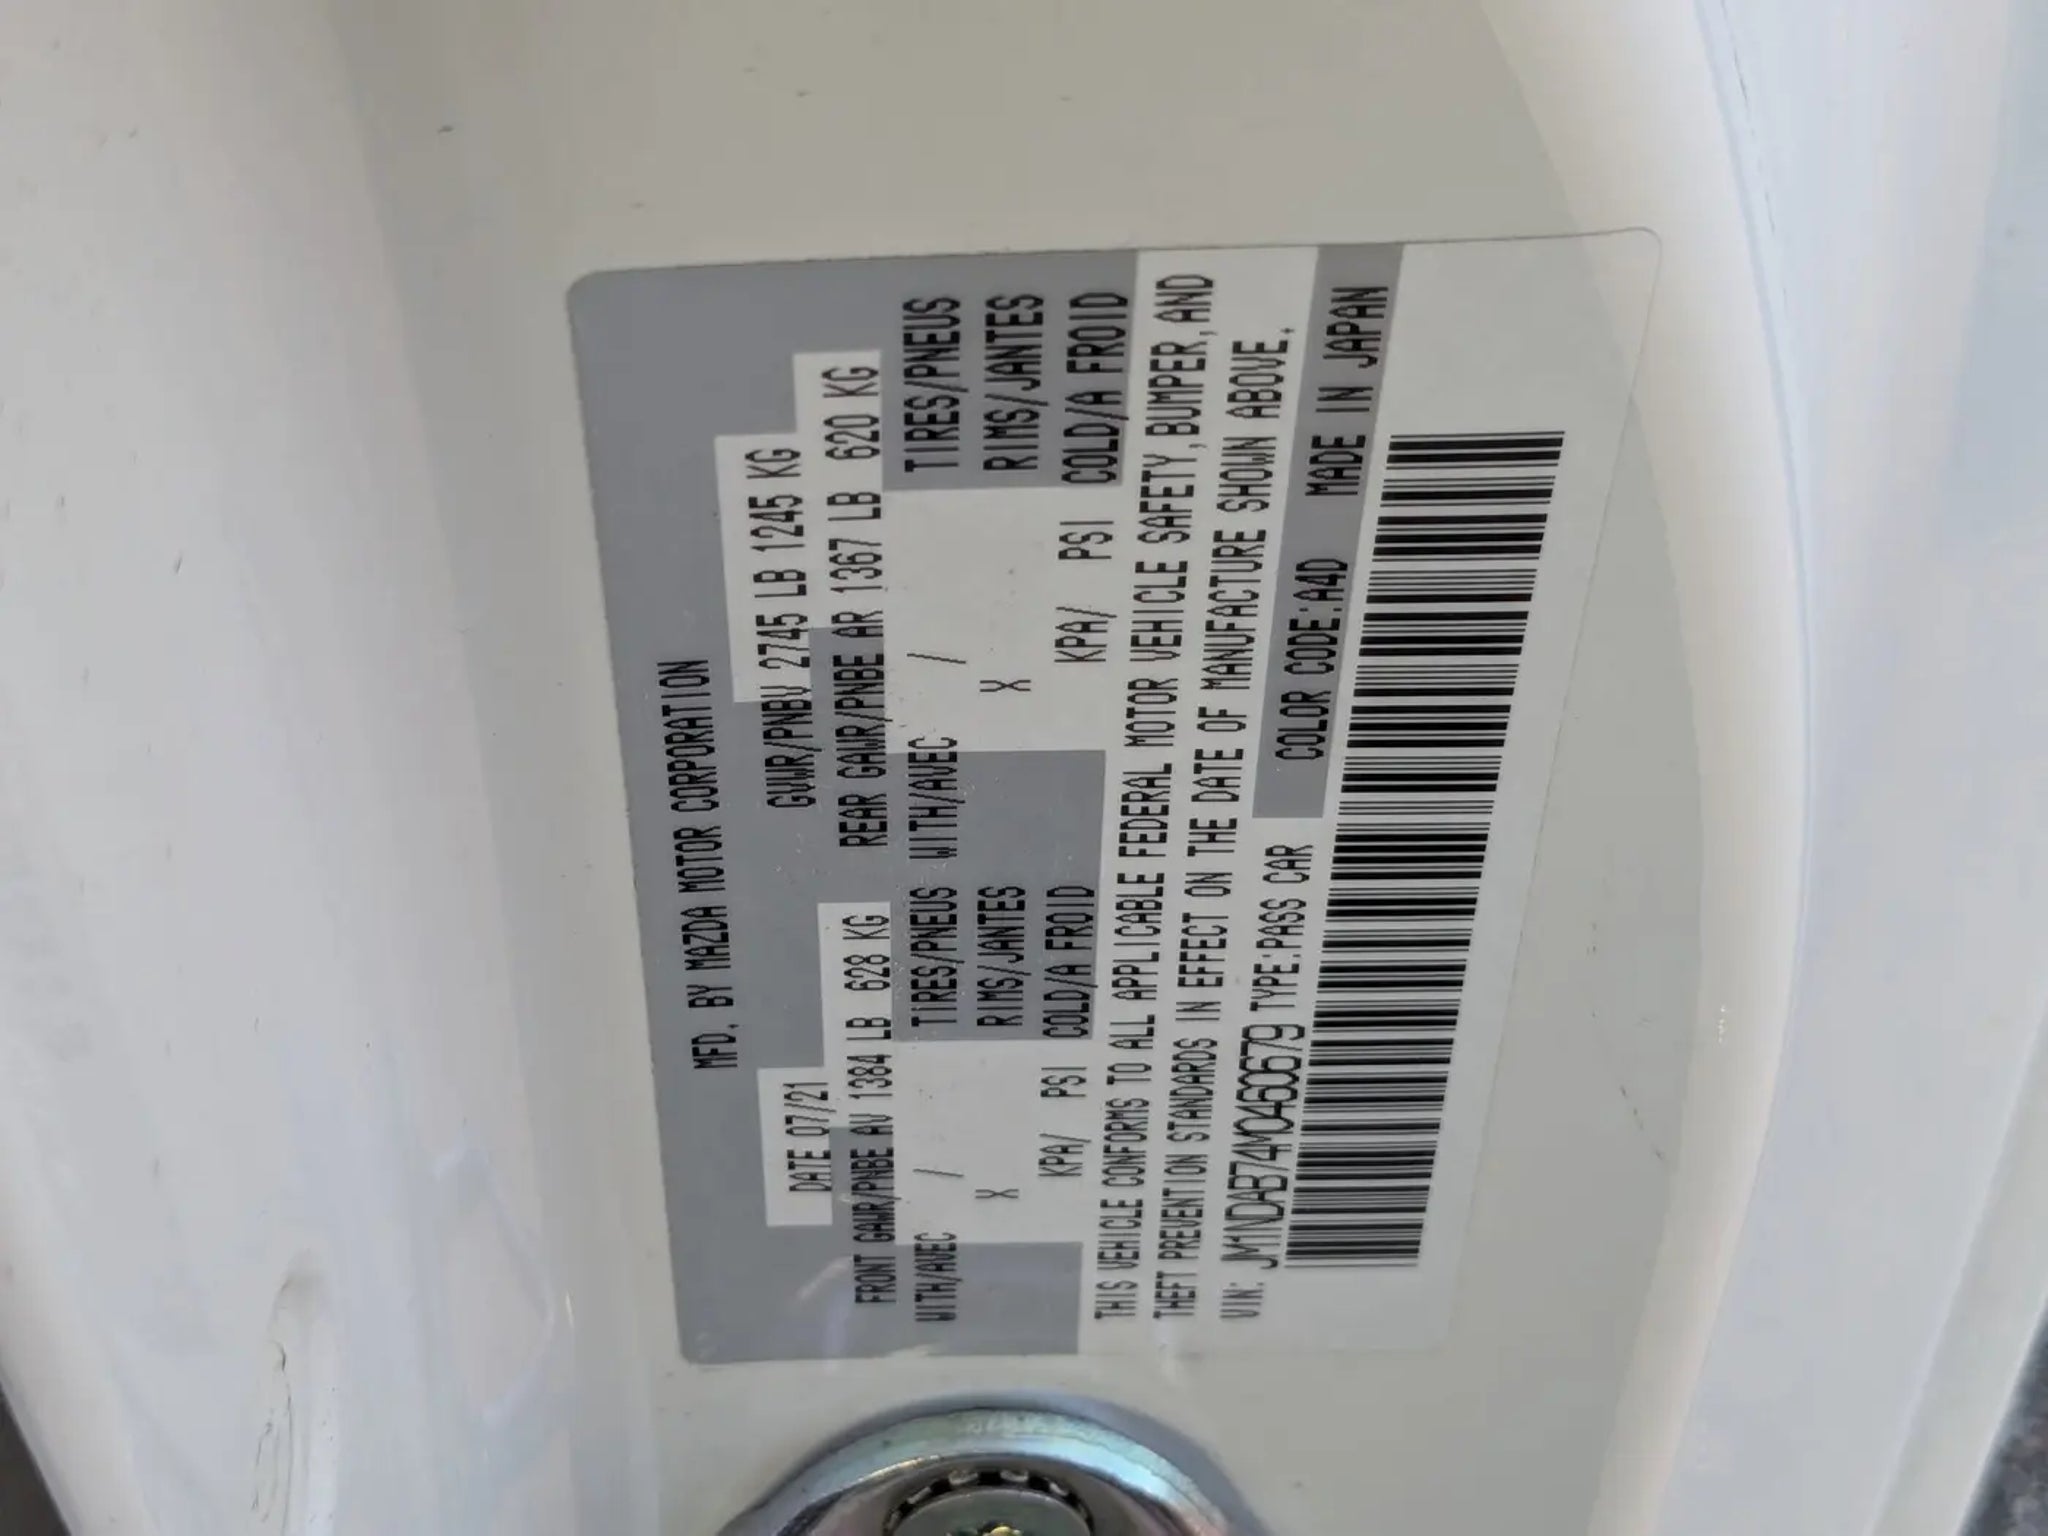 MFD. BY MAZDA MOTOR CORPORATION
DATE 07/21 GVWR/PNBV 2745 LB 1245 KG
FRONT GAWR/PNBE AV 1384 LB 628 KG REAR GAWR/PNBE AR 1367 LB 620 KG
WITH/AVEC / TIRES/PNEUS WITH/AVEC / TIRES/PNEUS
X RIMS/JANTES X RIMS/JANTES
KPA/ PSI COLD/A FROID KPA/ PSI COLD/A FROID
THIS VEHICLE CONFORMS TO ALL APPLICABLE FEDERAL MOTOR VEHICLE SAFETY, BUMPER, AND
THEFT PREVENTION STANDARDS IN EFFECT ON THE DATE OF MANUFACTURE SHOWN ABOVE.
VIN: JM1NDAB74M0460679 TYPE:PASS CAR COLOR CODE:A4D MADE IN JAPAN